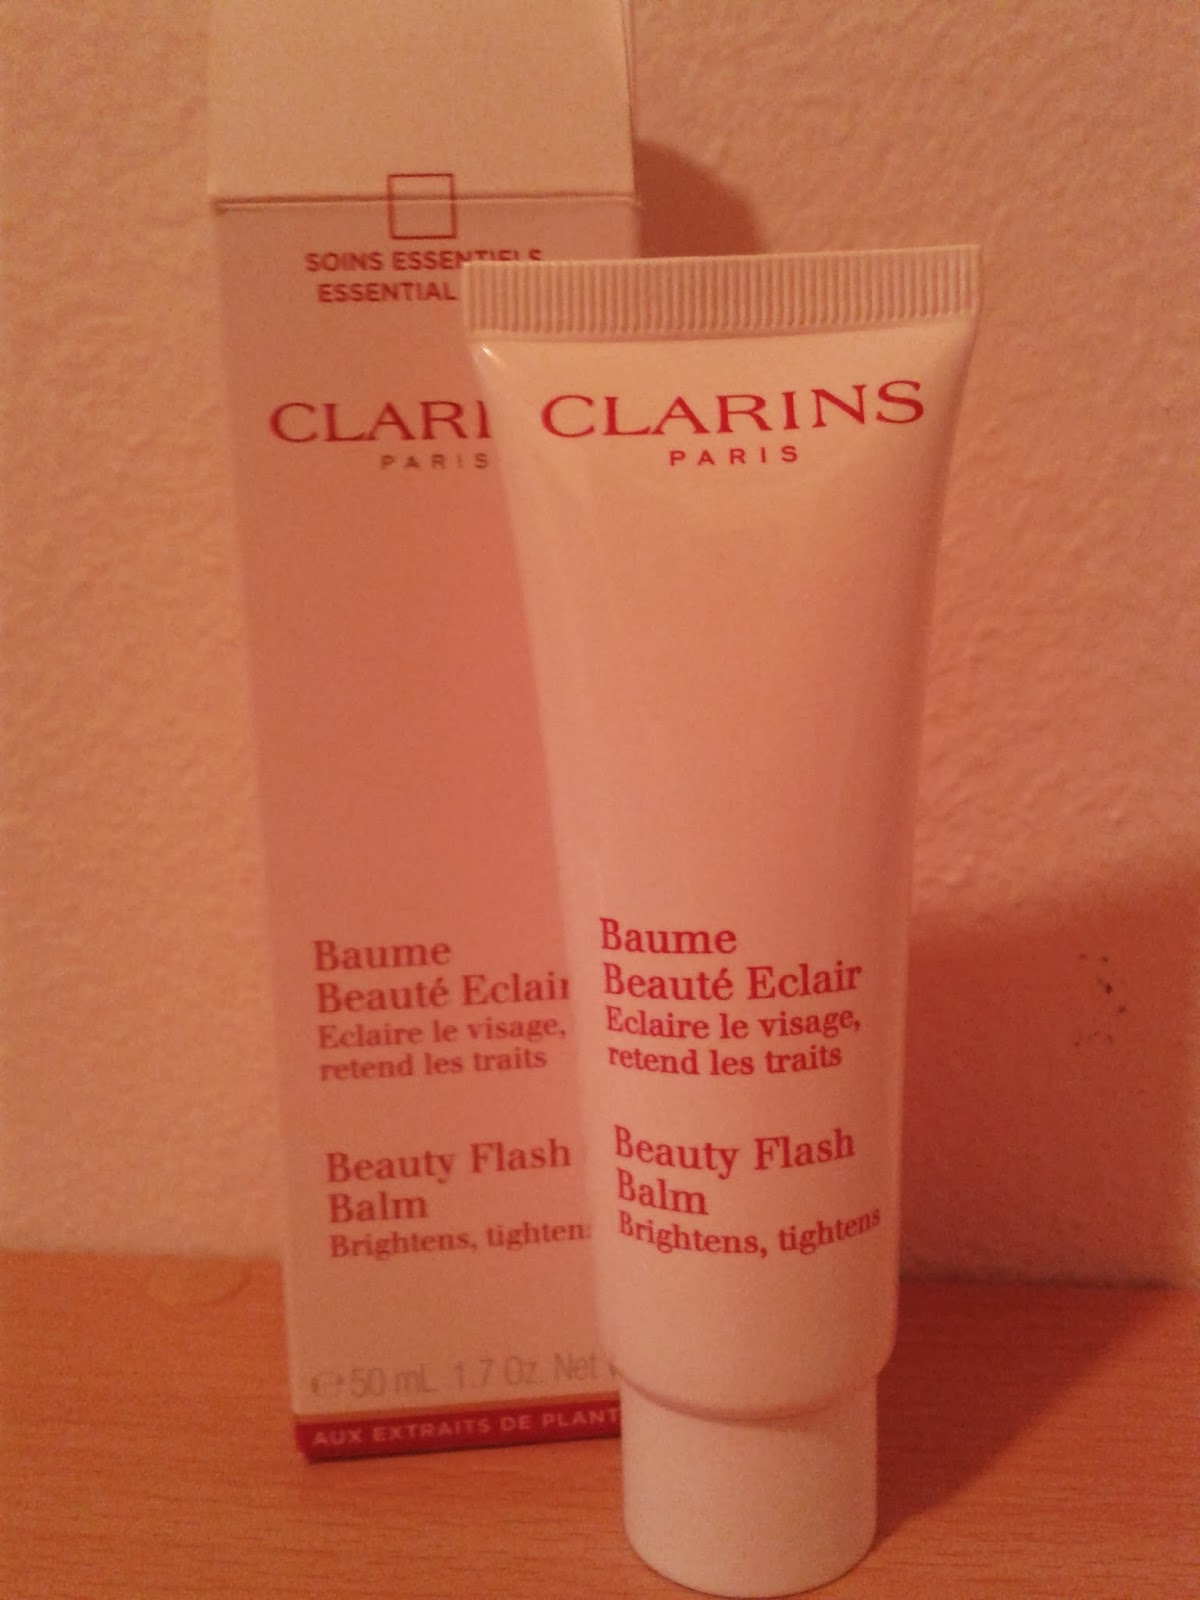 SOINS ESSENTIELS
ESSENTIAL
CLARI
PARIS
Baume
Beauté Eclair
Eclaire le visage,
retend les traits
Beauty Flash
Balm
Brightens, tighten
e 50 mL 1.7 Oz. Net
AUX EXTRAITS DE PLANT
CLARINS
PARIS
Baume
Beauté Eclair
Eclaire le visage,
retend les traits
Beauty Flash
Balm
Brightens, tightens